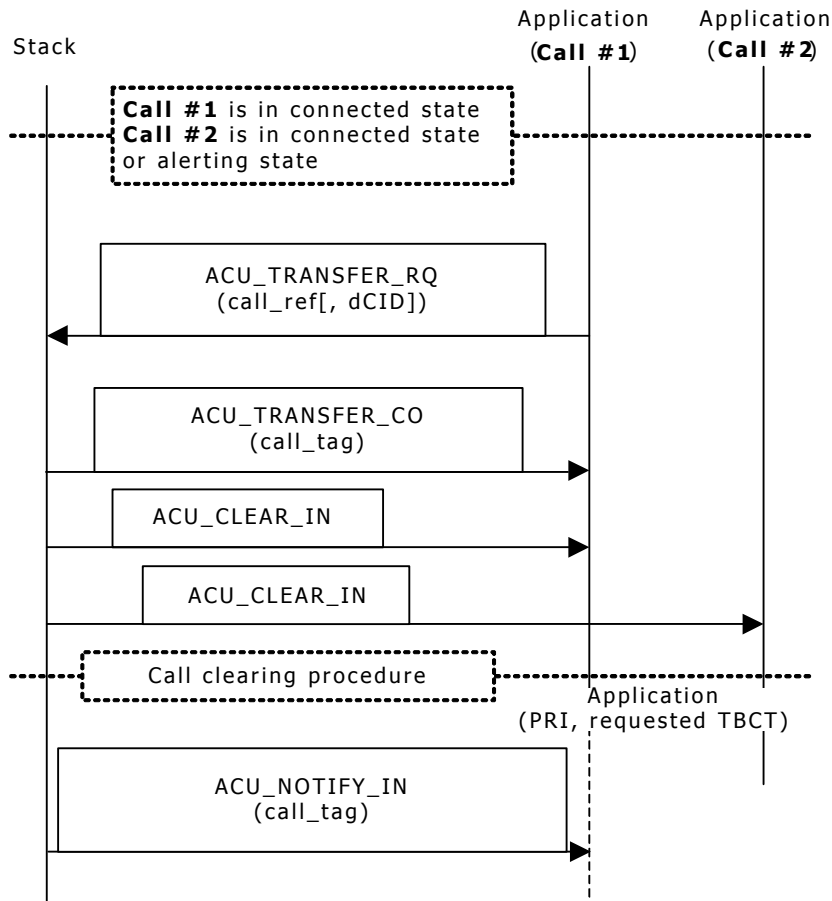 Stack
Application
(Call #1)
Application
(Call #2)
Call #1 is in connected state
Call #2 is in connected state
or alerting state
ACU_TRANSFER_RQ
(call_ref[, dCID])
ACU_TRANSFER_CO
(call_tag)
ACU_CLEAR_IN
ACU_CLEAR_IN
Call clearing procedure
Application
(PRI, requested TBCT)
ACU_NOTIFY_IN
(call_tag)